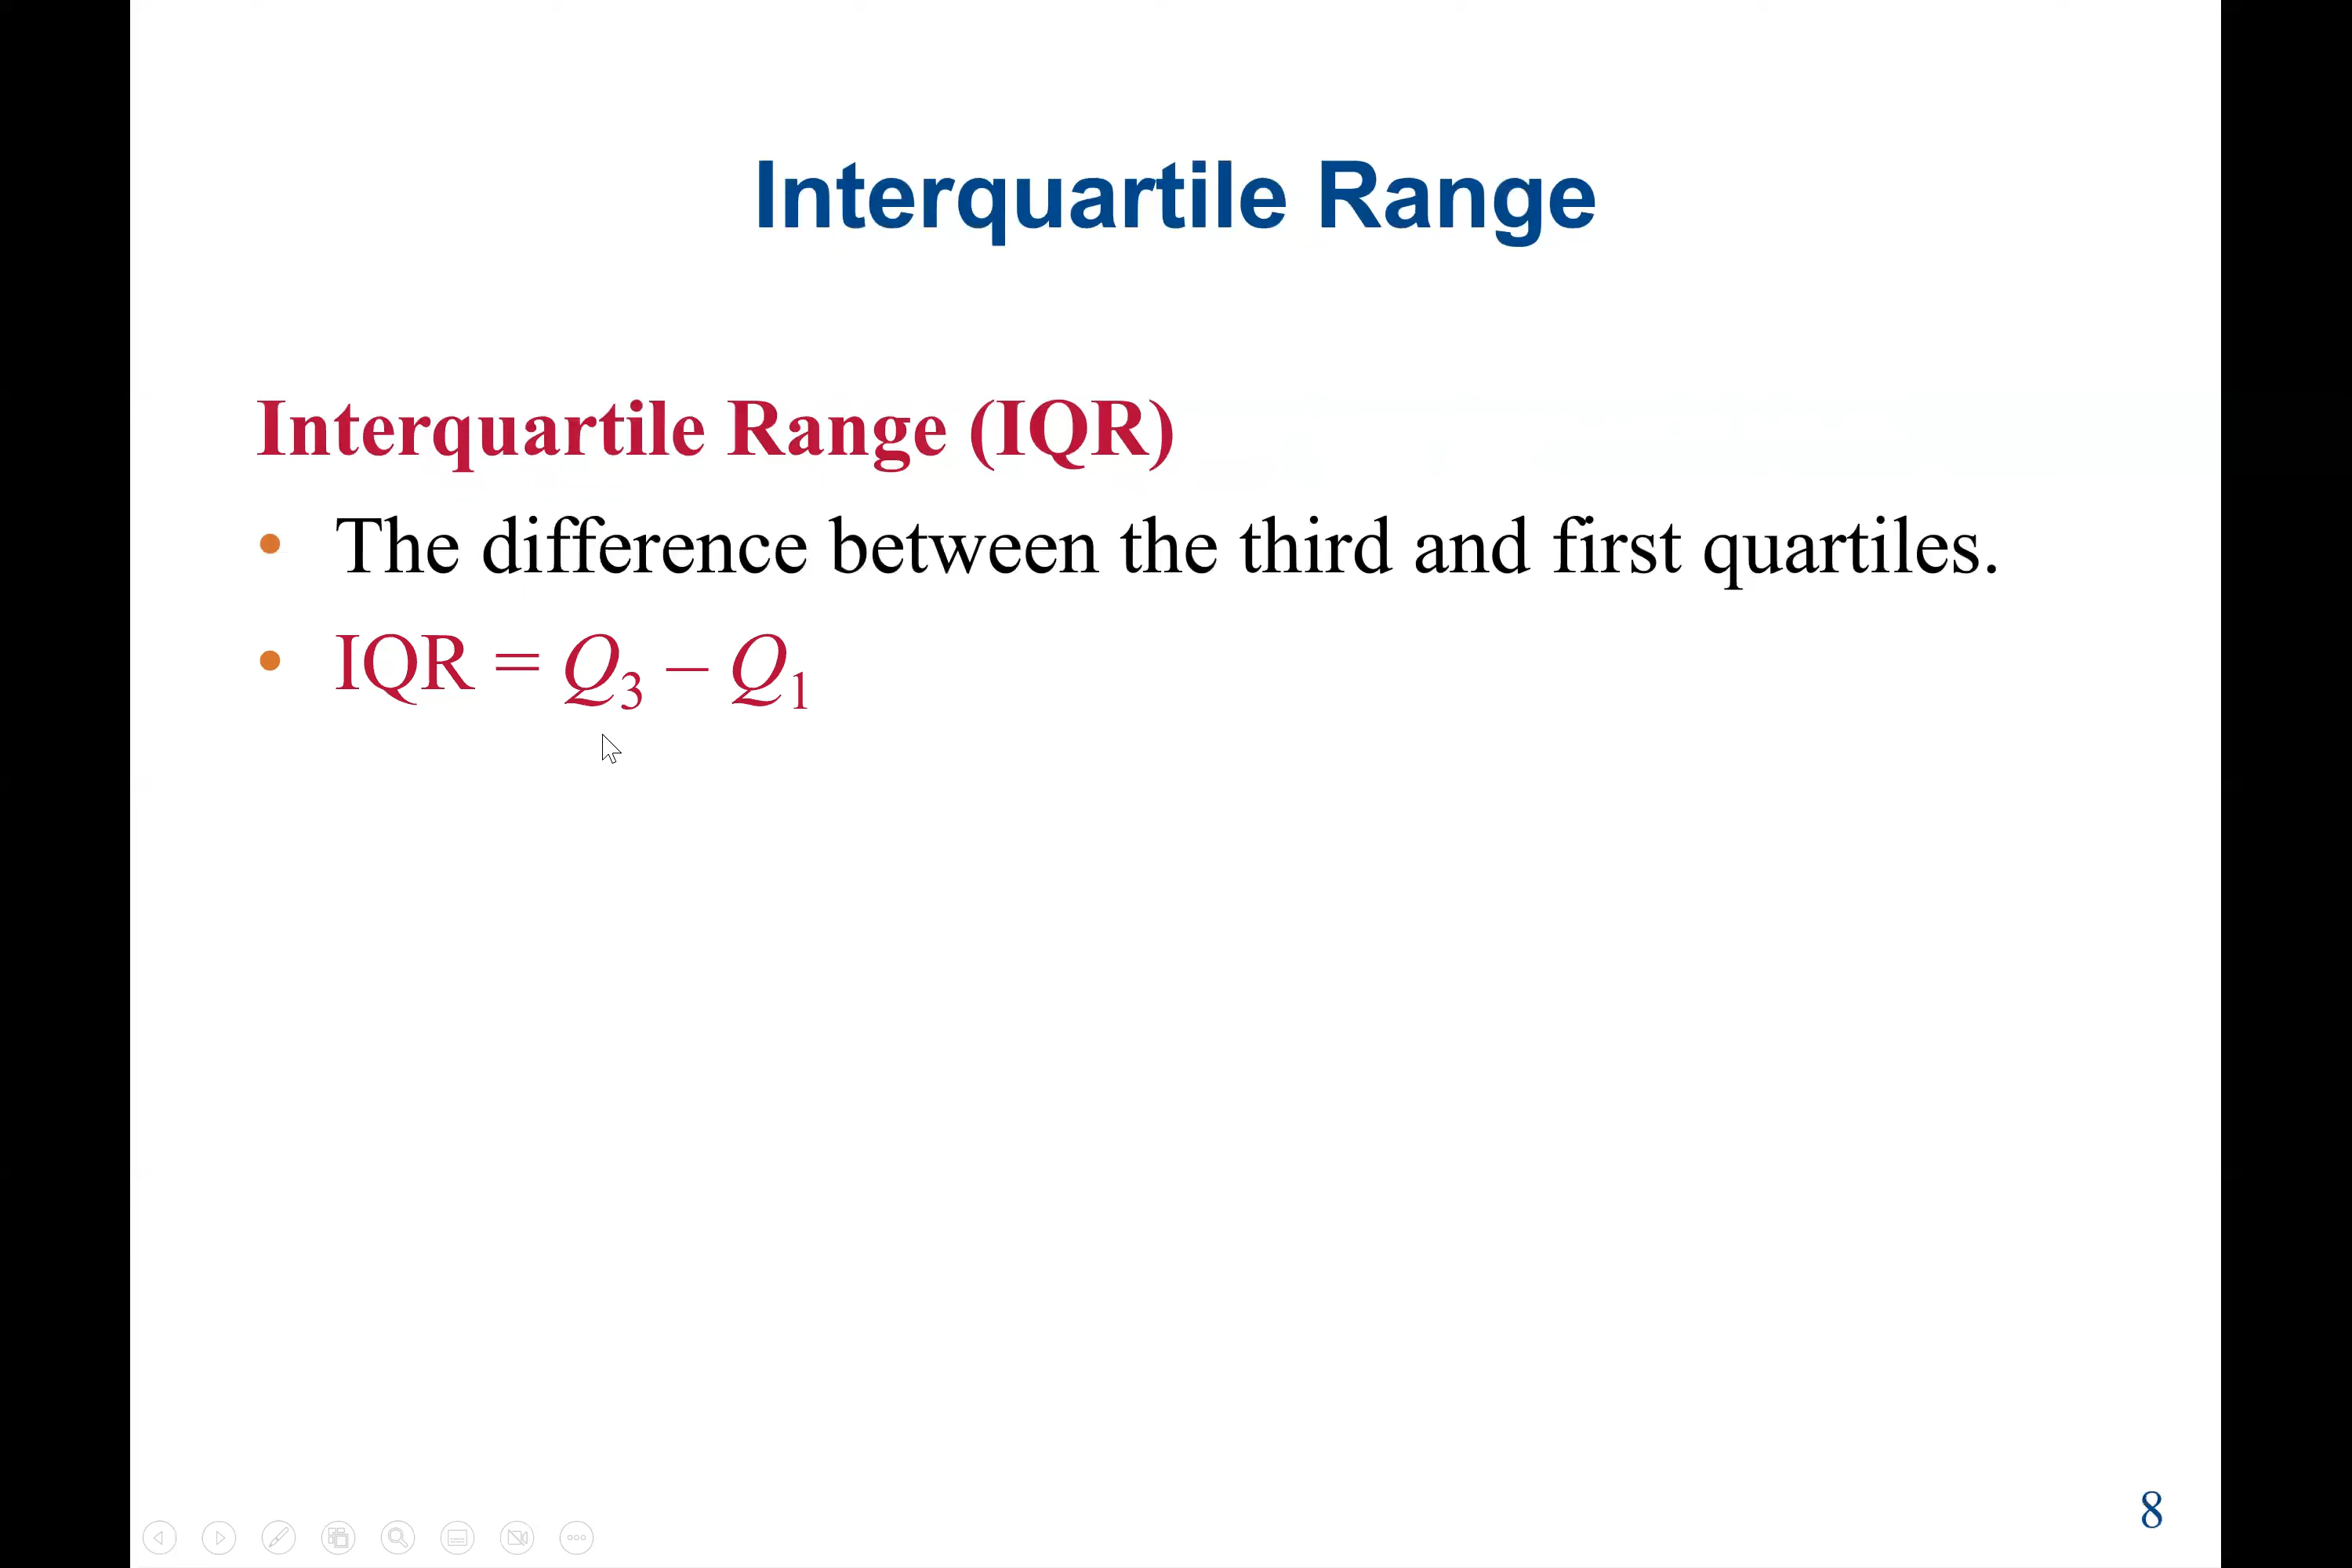 Interquartile Range
Interquartile Range (IQR)
• The difference between the third and first quartiles.
• IQR = Q₃ − Q₁
8